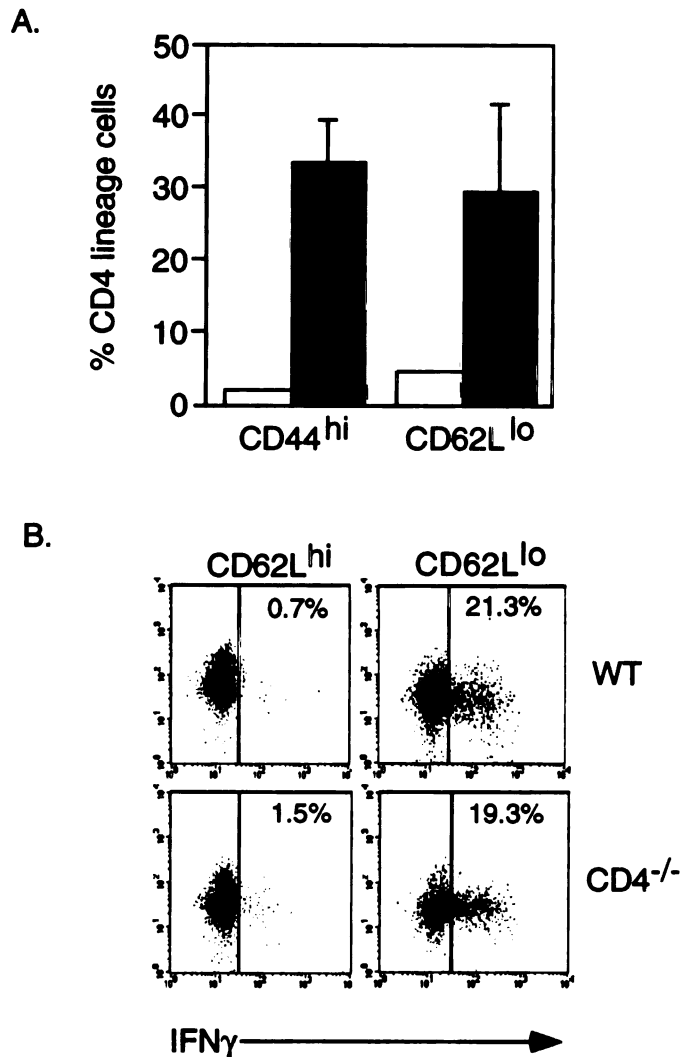 A.
50
40
30
20
10
0
% CD4 lineage cells
CD44hi CD62Llo
B.
CD62Lhi CD62Llo
0.7% 21.3%
WT
1.5% 19.3%
CD4-/-
IFNγ